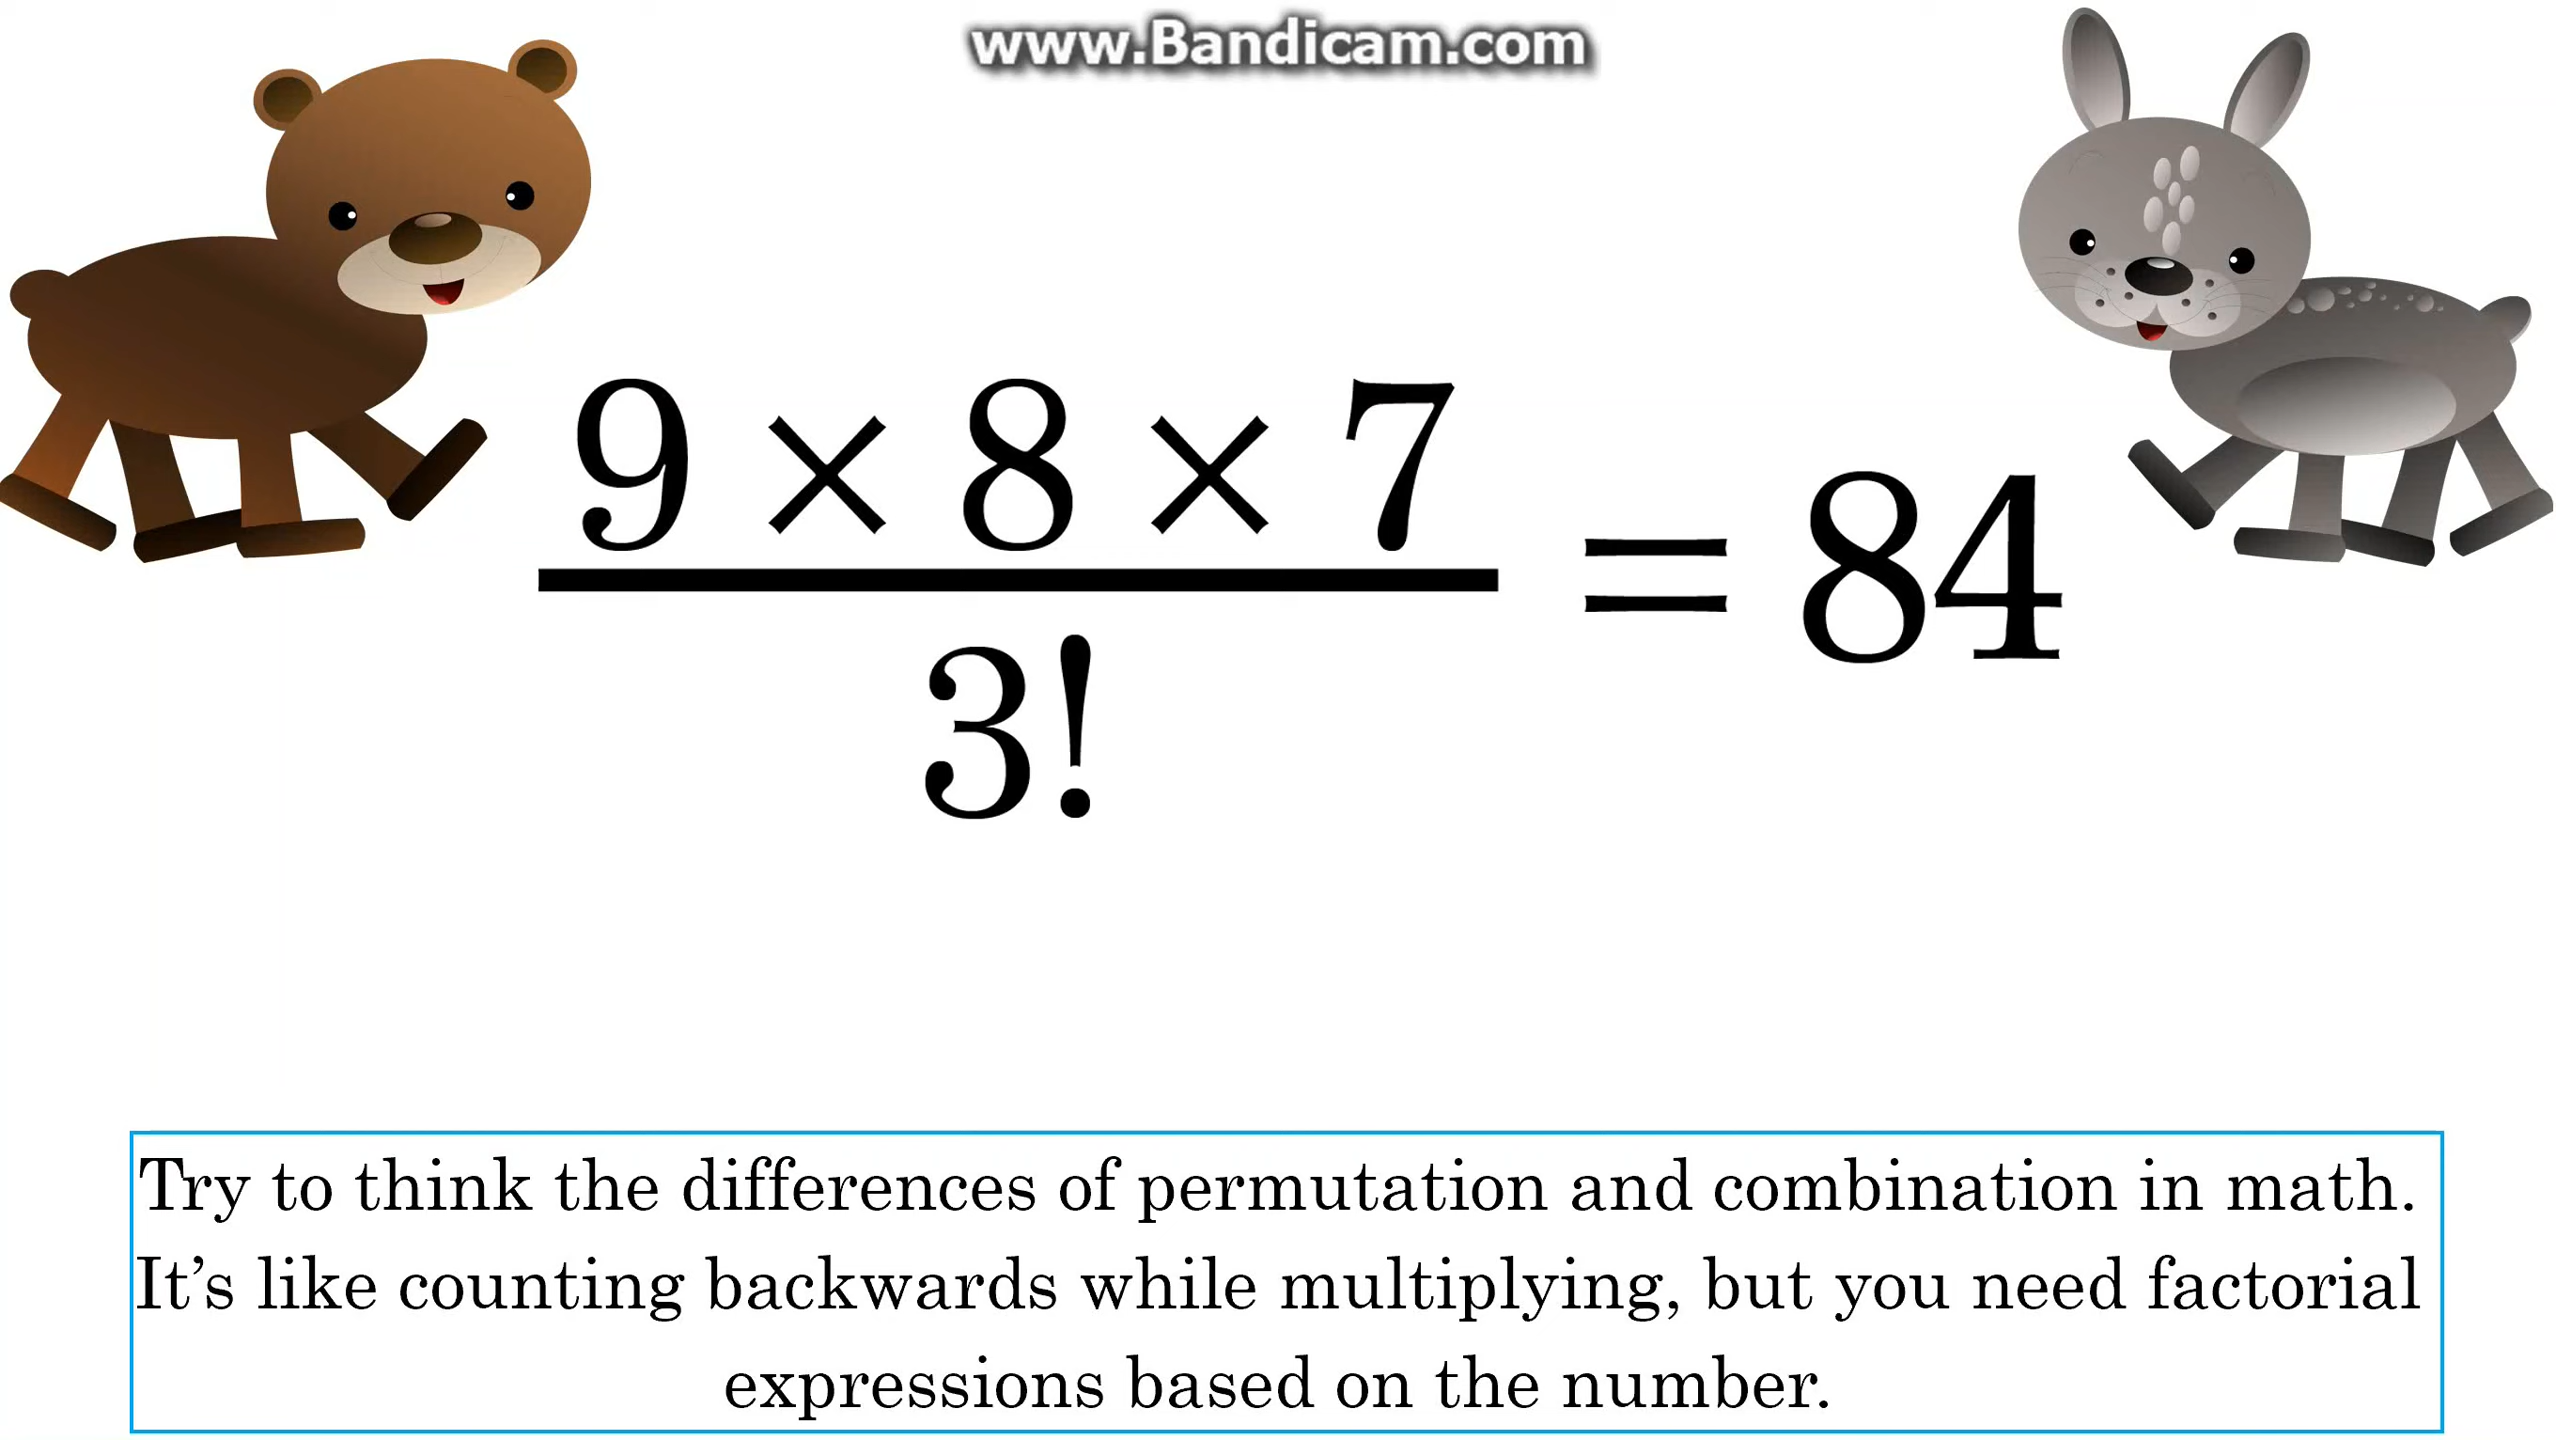 www.Bandicam.com
9 × 8 × 7
= 84
3!
Try to think the differences of permutation and combination in math.
It's like counting backwards while multiplying, but you need factorial
expressions based on the number.